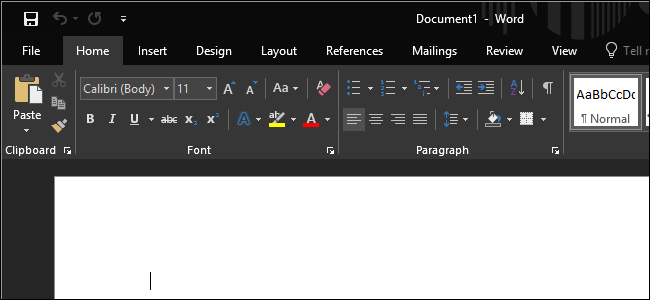 Document1 - Word
File Home Insert Design Layout References Mailings Review View Tell
Calibri (Body) 11 A A Aa A
Paste
B I U abc x₂ x² A ab A
Clipboard Font Paragraph
AaBbCcDc
¶ Normal